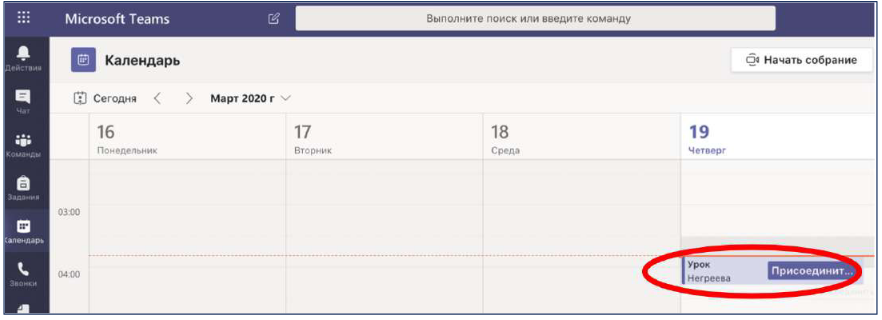 Microsoft Teams
Выполните поиск или введите команду
Действия
Календарь
Начать собрание
Чат
Сегодня
Март 2020 г
Команды
16
17
18
19
Понедельник
Вторник
Среда
Четверг
Задания
03:00
Календарь
Урок
Присоединит...
Негреева
04:00
Звонки